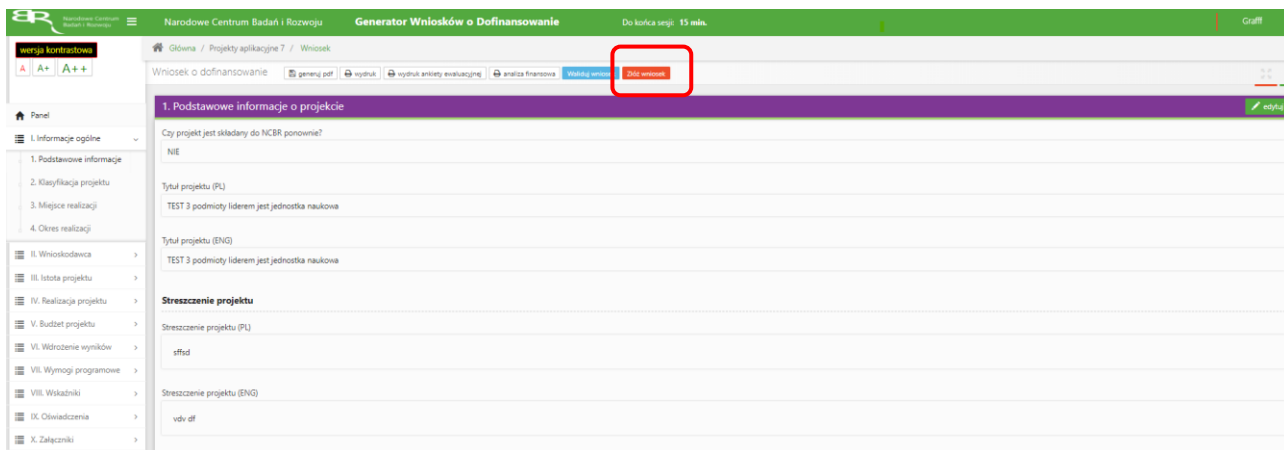 Narodowe Centrum
Badań i Rozwoju
Narodowe Centrum Badań i Rozwoju
Generator Wniosków o Dofinansowanie
Do końca sesji: 15 min.
Grafff
wersja kontrastowa
A A+ A++
Główna / Projekty aplikacyjne 7 / Wniosek
Wniosek o dofinansowanie
generuj pdf
wydruk
wydruk ankiety ewaluacyjnej
analiza finansowa
Waliduj wniosek
Złóż wniosek
Panel
I. Informacje ogólne
1. Podstawowe informacje
2. Klasyfikacja projektu
3. Miejsce realizacji
4. Okres realizacji
II. Wnioskodawca
III. Istota projektu
IV. Realizacja projektu
V. Budżet projektu
VI. Wdrożenie wyników
VII. Wymogi programowe
VIII. Wskaźniki
IX. Oświadczenia
X. Załączniki
1. Podstawowe informacje o projekcie
edytuj
Czy projekt jest składany do NCBR ponownie?
NIE
Tytuł projektu (PL)
TEST 3 podmioty liderem jest jednostka naukowa
Tytuł projektu (ENG)
TEST 3 podmioty liderem jest jednostka naukowa
Streszczenie projektu
Streszczenie projektu (PL)
sffsd
Streszczenie projektu (ENG)
vdv df